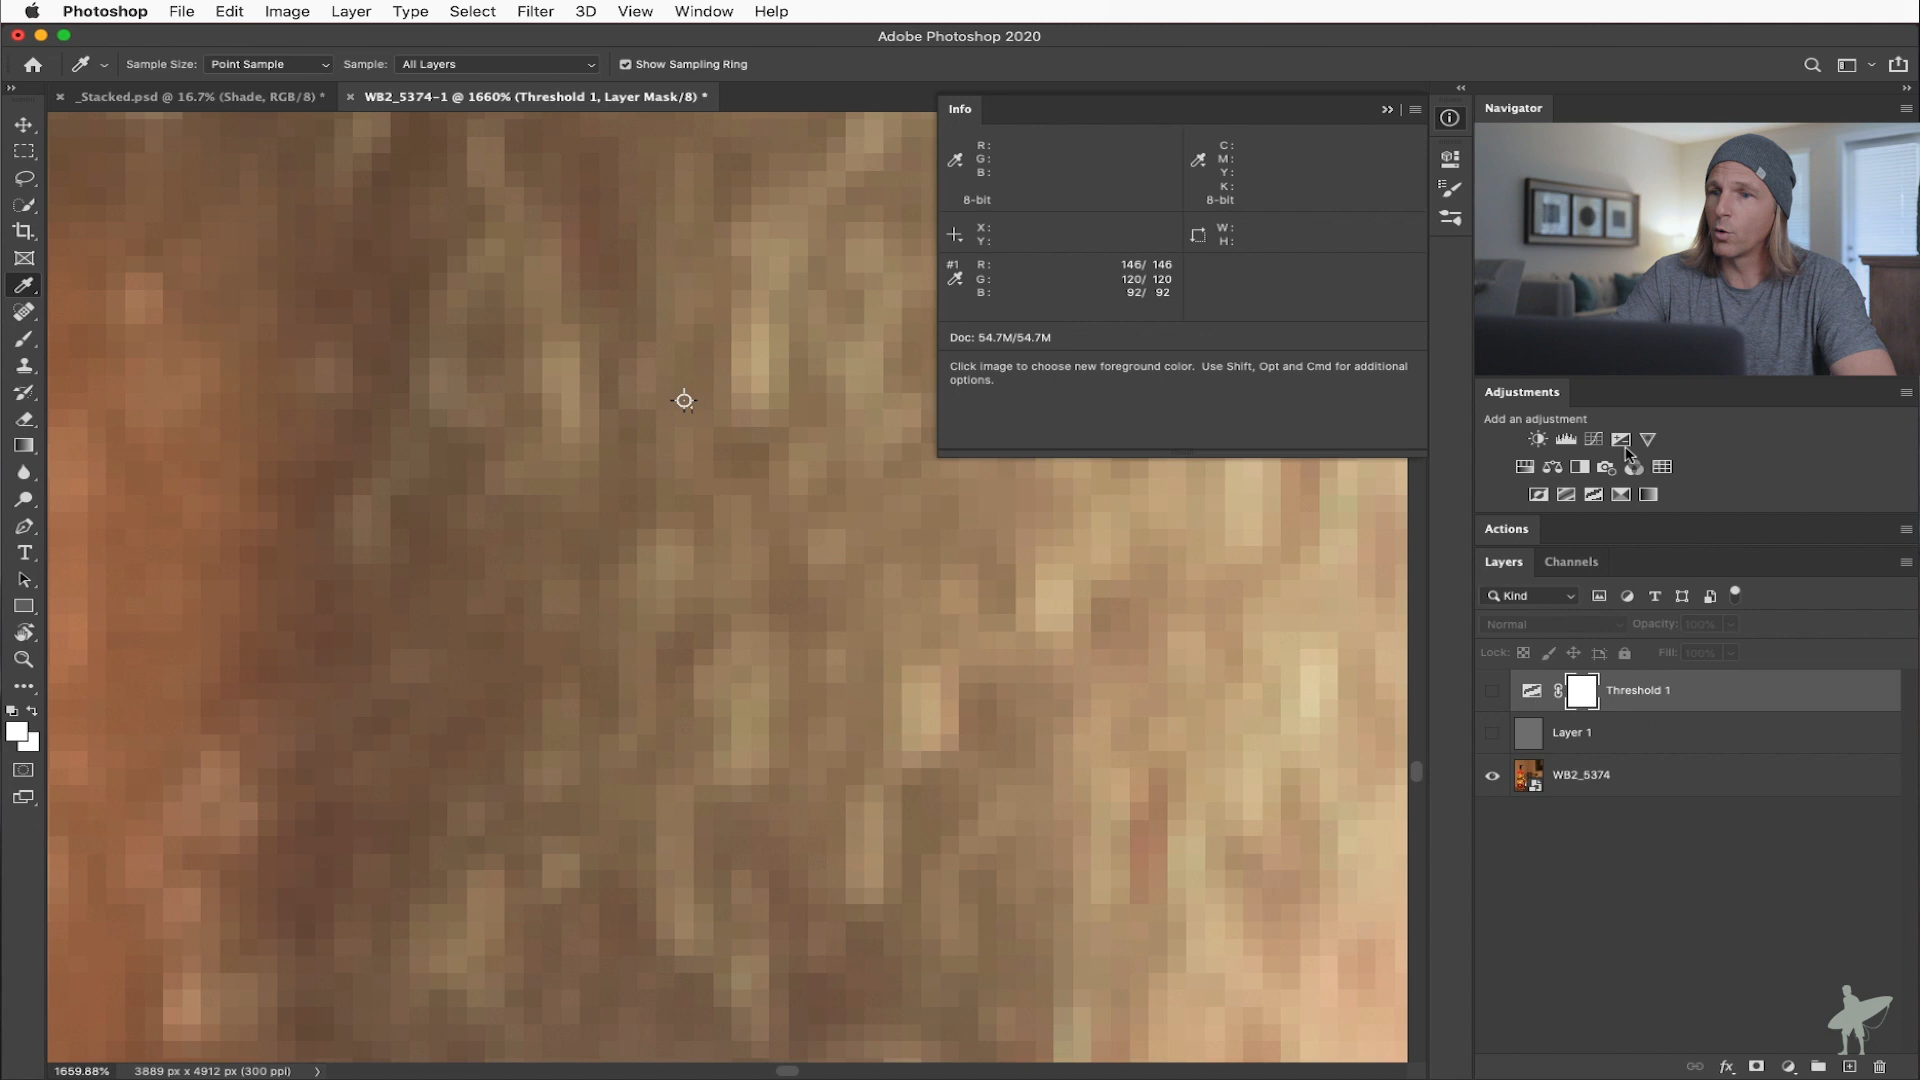 Photoshop File Edit Image Layer Type Select Filter 3D View Window Help
Adobe Photoshop 2020
Sample Size: Point Sample Sample: All Layers Show Sampling Ring
_Stacked.psd @ 16.7% (Shade, RGB/8) * WB2_5374-1 @ 1660% (Threshold 1, Layer Mask/8) *
Info
R: C:
G: M:
B: Y:
K:
8-bit 8-bit
X: W:
Y: H:
#1 R: 146/ 146
G: 120/ 120
B: 92/ 92
Doc: 54.7M/54.7M
Click image to choose new foreground color. Use Shift, Opt and Cmd for additional
options.
Navigator
Adjustments
Add an adjustment
Actions
Layers Channels
Kind
Normal Opacity: 100%
Lock: Fill: 100%
Threshold 1
Layer 1
WB2_5374
fx
1659.88% 3889 px x 4912 px (300 ppi)